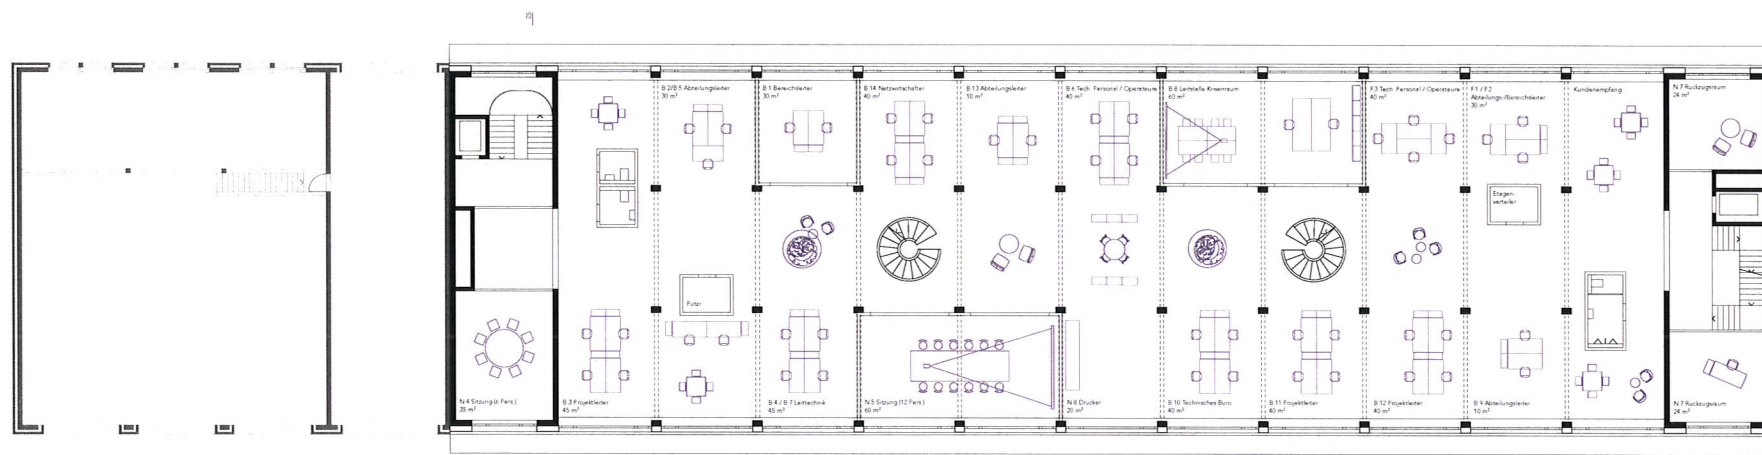 B 2/B 5 Abteilungsleiter
30 m²
B 1 Bereichsleiter
30 m²
B 14 Netzwirtschafter
40 m²
B 13 Abteilungsleiter
10 m²
B 6 Tech Personal / Operateure
40 m²
B 8 Leitstelle Krisenraum
60 m²
F 3 Tech Personal / Operateure
40 m²
F 1 / F 2
Abteilungs-/Bereichsleiter
30 m²
Kundenempfang
N 7 Rückzugsraum
24 m²
Etagen-
verteiler
Putzr
N 4 Sitzung (6 Pers)
35 m²
B 3 Projektleiter
45 m²
B 4 / B 7 Leittechnik
45 m²
N 5 Sitzung (12 Pers)
60 m²
N 8 Drucker
20 m²
B 10 Technisches Büro
40 m²
B 11 Projektleiter
40 m²
B 12 Projektleiter
40 m²
B 9 Abteilungsleiter
10 m²
N 7 Rückzugsraum
24 m²